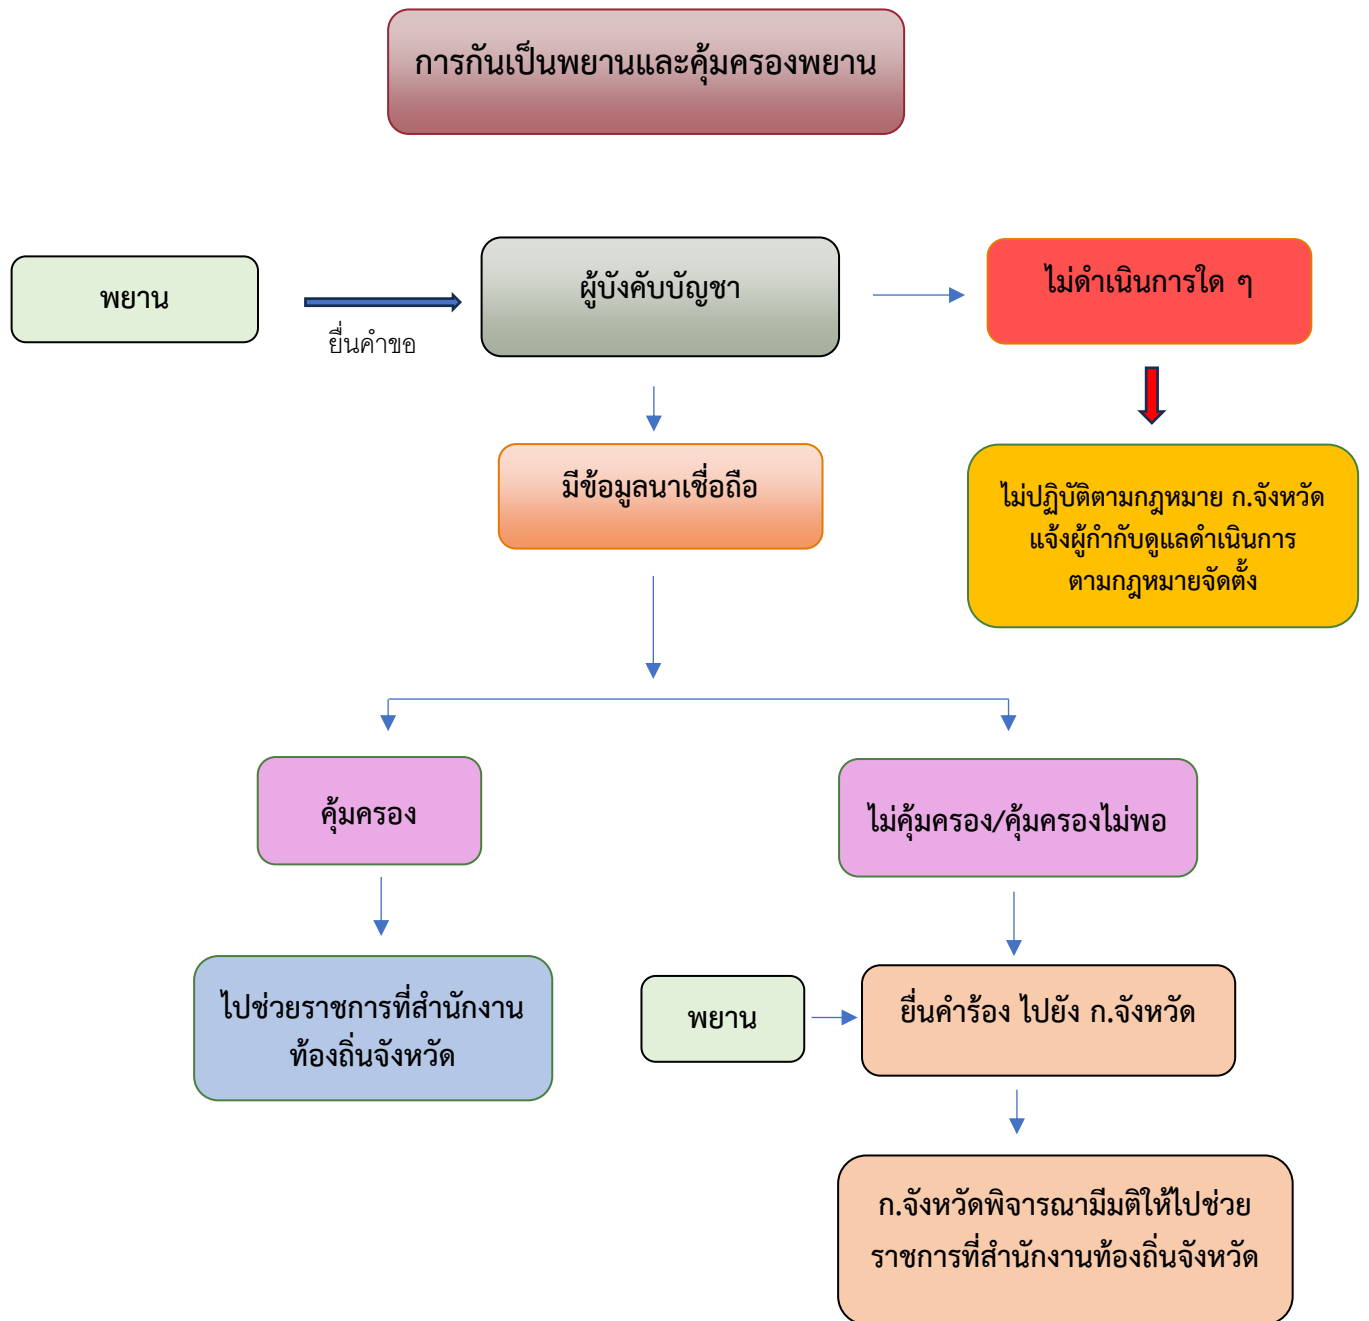 การกันเป็นพยานและคุ้มครองพยาน
พยาน
ยื่นคำขอ
ผู้บังคับบัญชา
ไม่ดำเนินการใด ๆ
มีข้อมูลนาเชื่อถือ
ไม่ปฏิบัติตามกฎหมาย ก.จังหวัด
แจ้งผู้กำกับดูแลดำเนินการ
ตามกฎหมายจัดตั้ง
คุ้มครอง
ไม่คุ้มครอง/คุ้มครองไม่พอ
ไปช่วยราชการที่สำนักงาน
ท้องถิ่นจังหวัด
พยาน
ยื่นคำร้อง ไปยัง ก.จังหวัด
ก.จังหวัดพิจารณามีมติให้ไปช่วย
ราชการที่สำนักงานท้องถิ่นจังหวัด